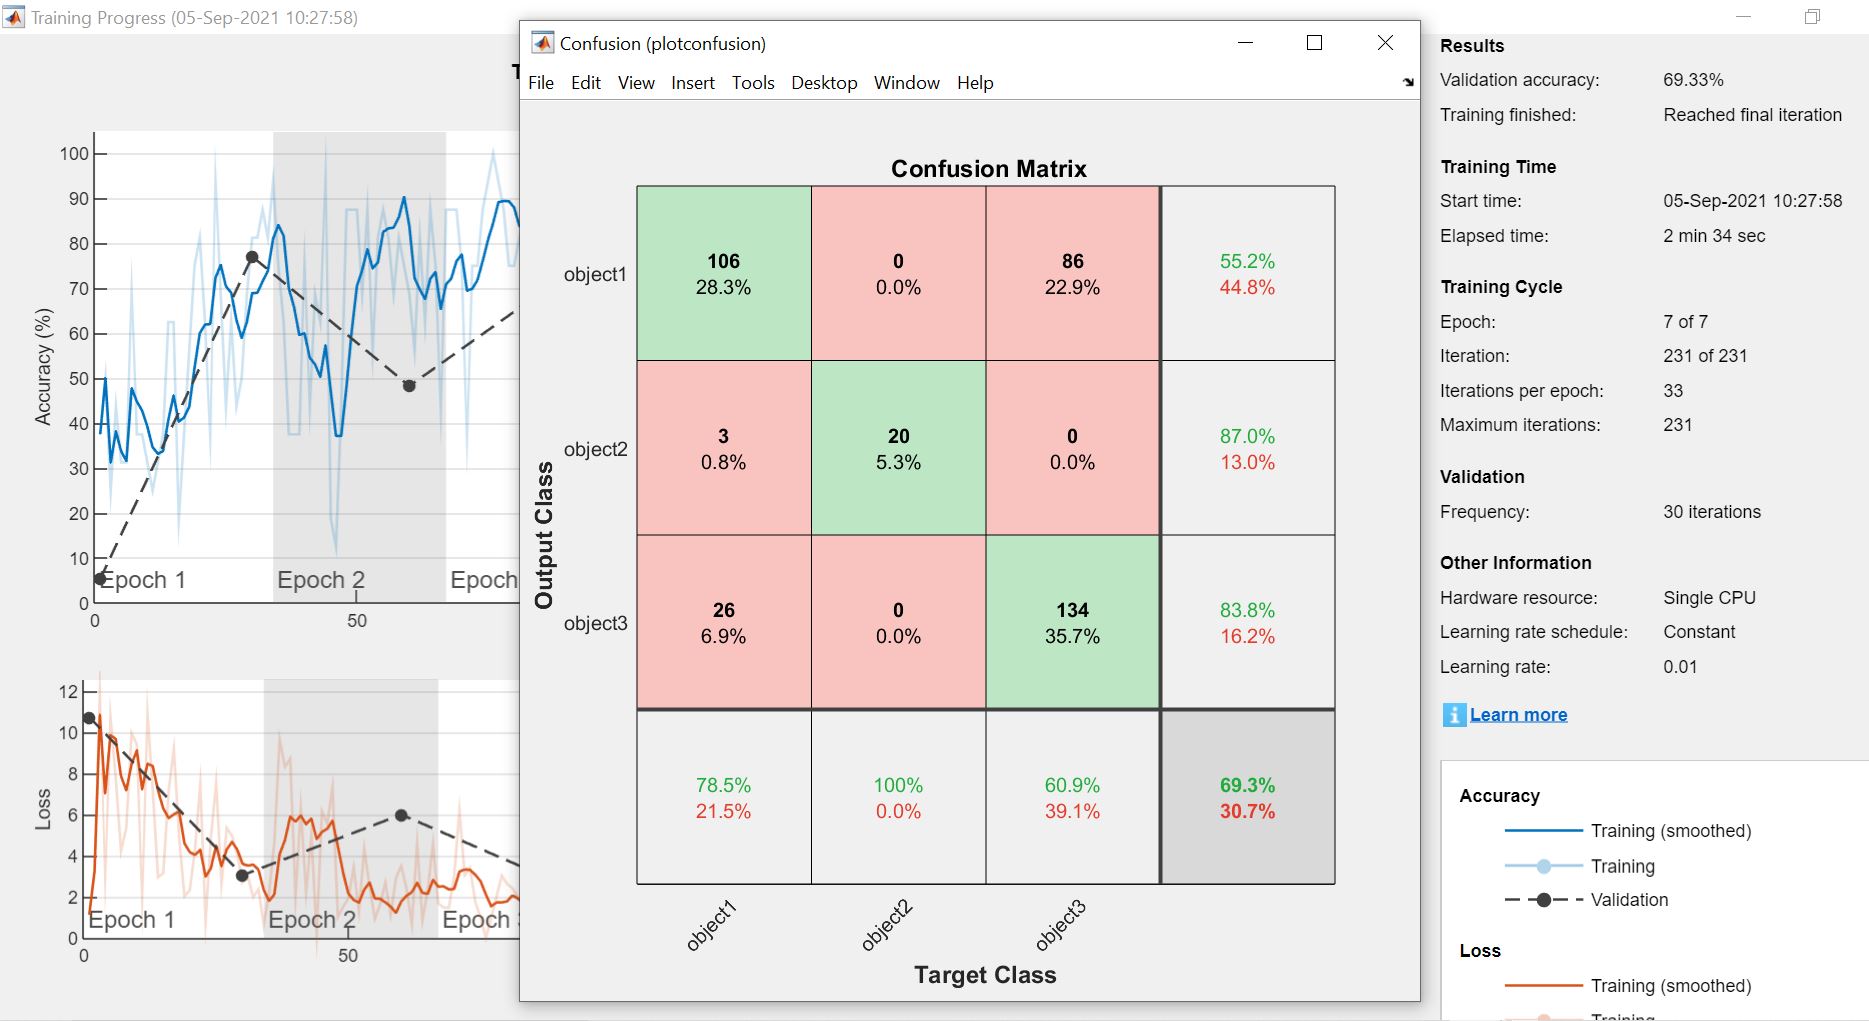 Training Progress (05-Sep-2021 10:27:58)
Accuracy (%)
100
90
80
70
60
50
40
30
20
10
0
Epoch 1
Epoch 2
Epoch
0
50
Loss
12
10
8
6
4
2
0
Epoch 1
Epoch 2
Epoch
0
50
Confusion (plotconfusion)
File Edit View Insert Tools Desktop Window Help
Confusion Matrix
Output Class
object1
106
28.3%
0
0.0%
86
22.9%
55.2%
44.8%
object2
3
0.8%
20
5.3%
0
0.0%
87.0%
13.0%
object3
26
6.9%
0
0.0%
134
35.7%
83.8%
16.2%
78.5%
21.5%
100%
0.0%
60.9%
39.1%
69.3%
30.7%
object1
object2
object3
Target Class
Results
Validation accuracy: 69.33%
Training finished: Reached final iteration
Training Time
Start time: 05-Sep-2021 10:27:58
Elapsed time: 2 min 34 sec
Training Cycle
Epoch: 7 of 7
Iteration: 231 of 231
Iterations per epoch: 33
Maximum iterations: 231
Validation
Frequency: 30 iterations
Other Information
Hardware resource: Single CPU
Learning rate schedule: Constant
Learning rate: 0.01
Learn more
Accuracy
Training (smoothed)
Training
Validation
Loss
Training (smoothed)
Training